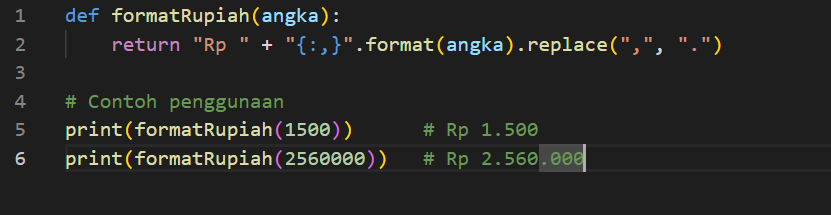 1 def formatRupiah(angka):
2 return "Rp " + "{:,}".format(angka).replace(",", ".")
3
4 # Contoh penggunaan
5 print(formatRupiah(1500)) # Rp 1.500
6 print(formatRupiah(2560000)) # Rp 2.560.000